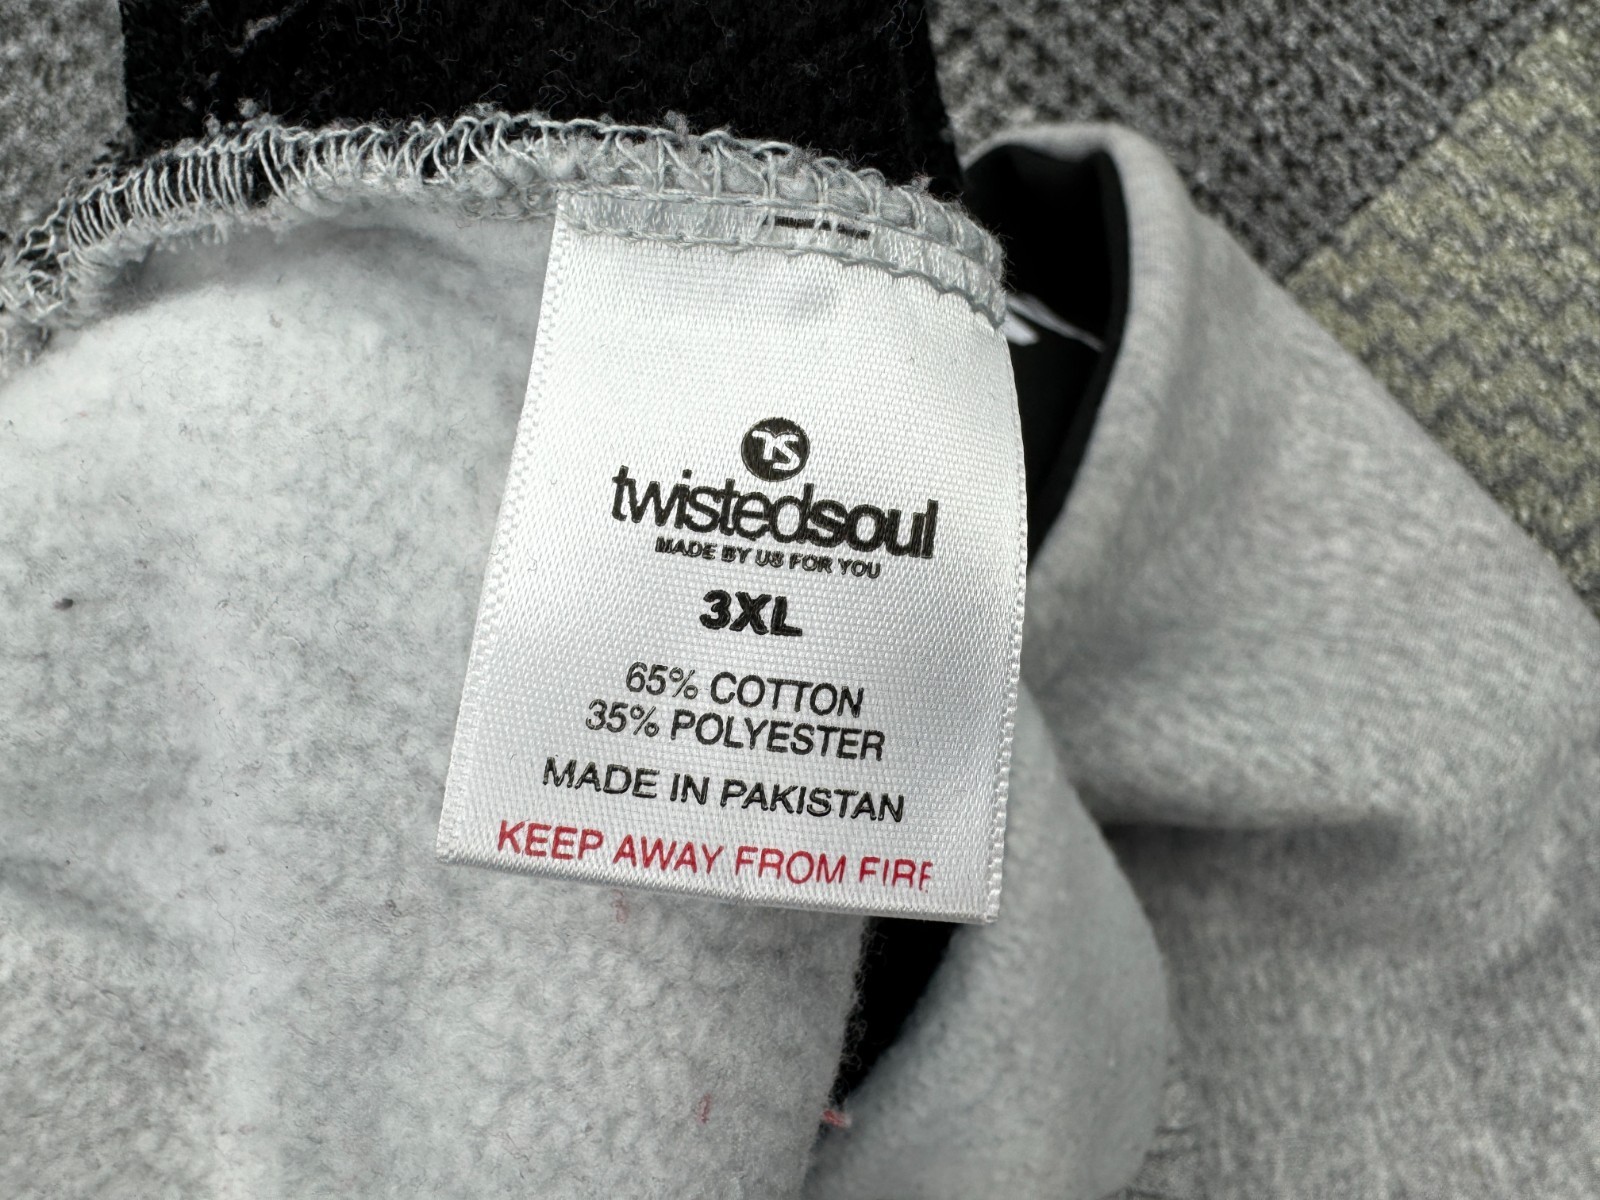 TS
twistedsoul
MADE BY US FOR YOU
3XL
65% COTTON
35% POLYESTER
MADE IN PAKISTAN
KEEP AWAY FROM FIRE